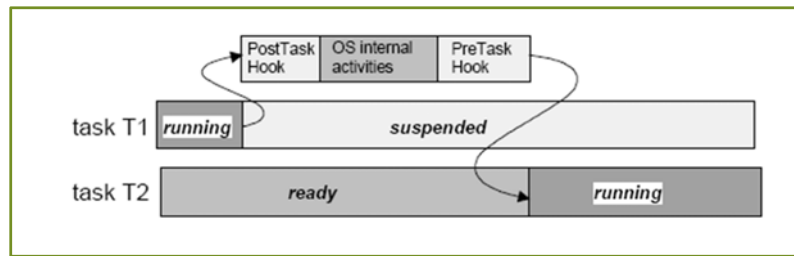 PostTask OS internal PreTask
Hook activities Hook
task T1 running suspended
task T2 ready running